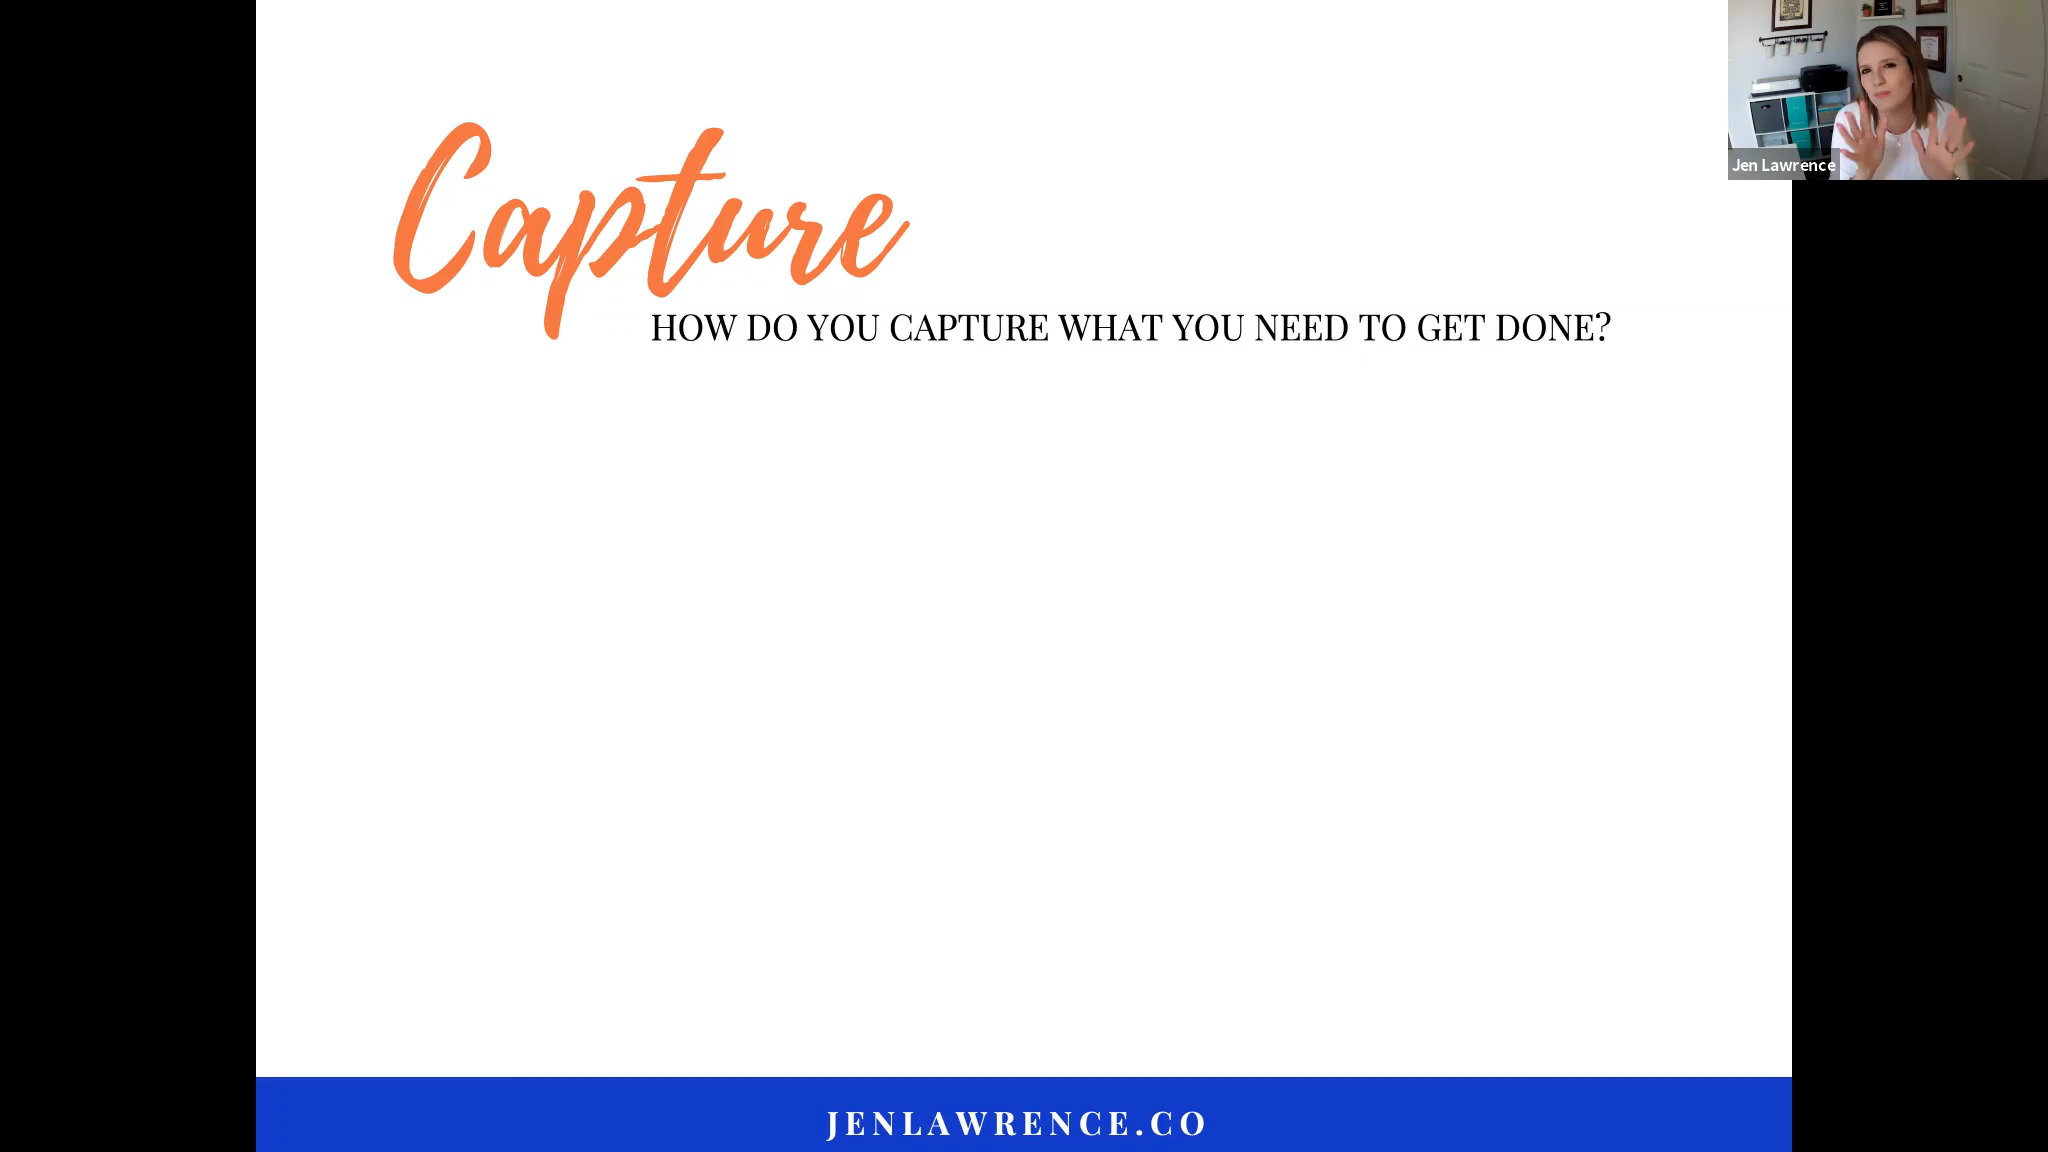 Capture
HOW DO YOU CAPTURE WHAT YOU NEED TO GET DONE?
Jen Lawrence
JENLAWRENCE.CO